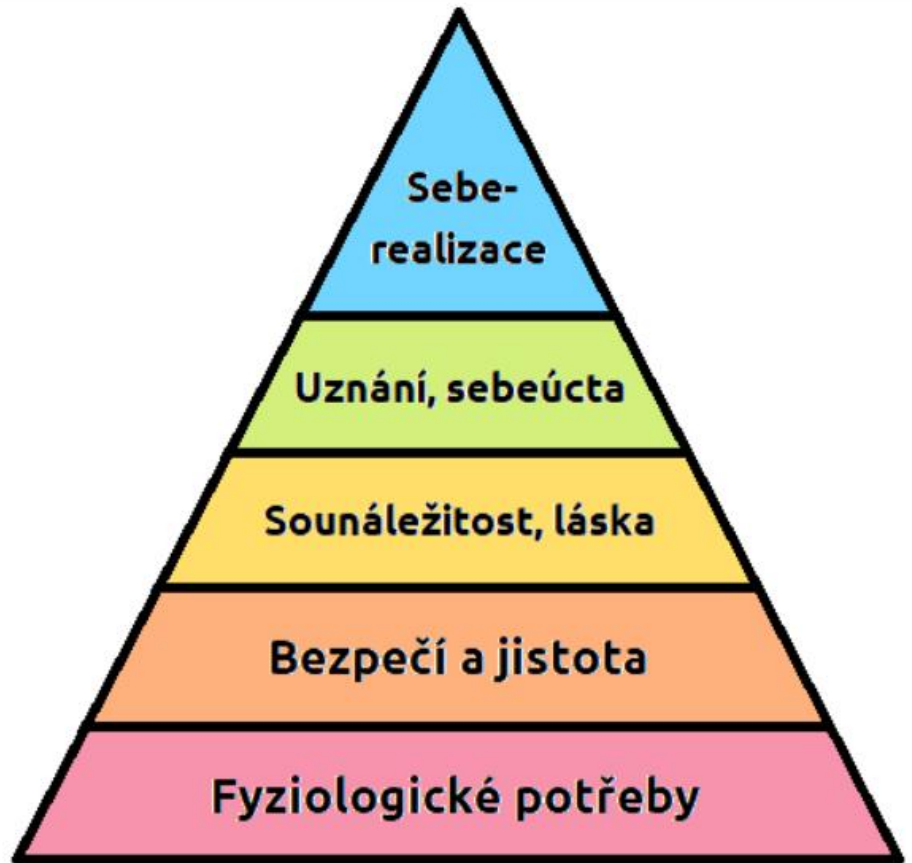 Sebe-
realizace
Uznání, sebeúcta
Sounáležitost, láska
Bezpečí a jistota
Fyziologické potřeby